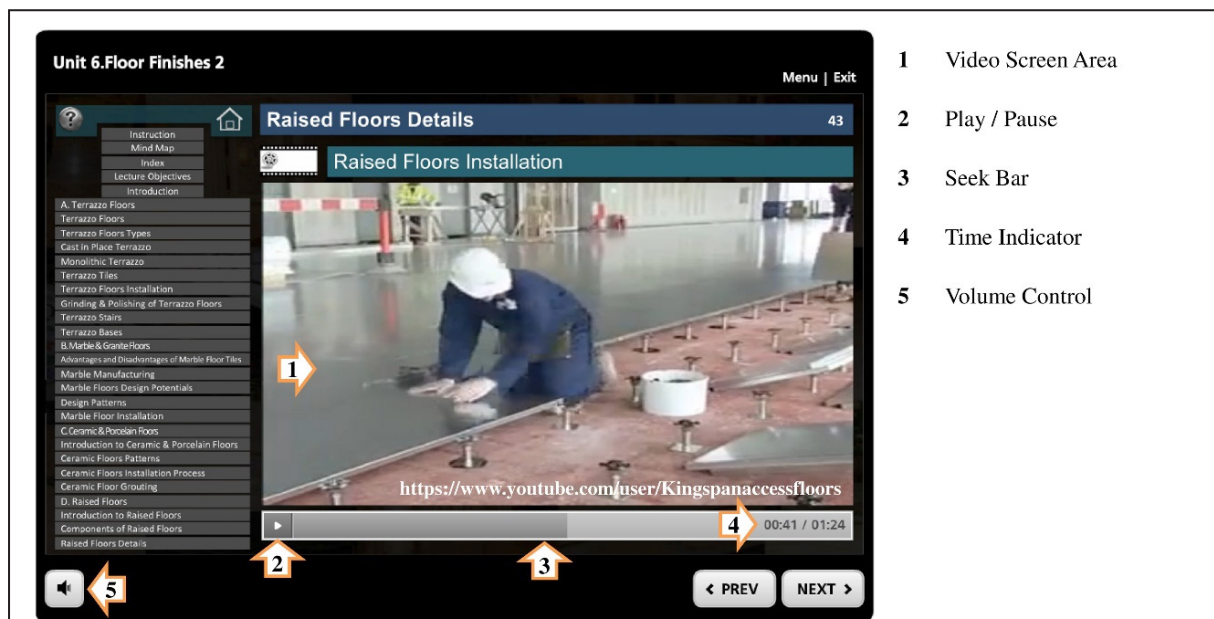 Unit 6.Floor Finishes 2
Menu | Exit
?
Instruction
Mind Map
Index
Lecture Objectives
Introduction
A. Terrazzo Floors
Terrazzo Floors
Terrazzo Floors Types
Cast in Place Terrazzo
Monolithic Terrazzo
Terrazzo Tiles
Terrazzo Floors Installation
Grinding & Polishing of Terrazzo Floors
Terrazzo Stairs
Terrazzo Bases
B. Marble & Granite Floors
Advantages and Disadvantages of Marble Floor Tiles
Marble Manufacturing
Marble Floors Design Potentials
Design Patterns
Marble Floor Installation
C. Ceramic & Porcelain Floors
Introduction to Ceramic & Porcelain Floors
Ceramic Floors Patterns
Ceramic Floors Installation Process
Ceramic Floor Grouting
D. Raised Floors
Introduction to Raised Floors
Components of Raised Floors
Raised Floors Details
Raised Floors Details 43
Raised Floors Installation
1
https://www.youtube.com/user/Kingspanaccessfloors
4 00:41 / 01:24
2
3
5
< PREV NEXT >
1 Video Screen Area
2 Play / Pause
3 Seek Bar
4 Time Indicator
5 Volume Control